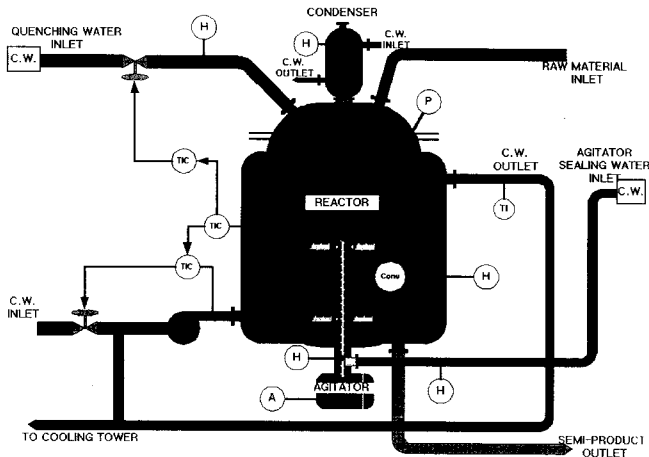 CONDENSER
QUENCHING WATER
INLET
C.W.
H
H
C.W.
INLET
C.W.
OUTLET
RAW MATERIAL
INLET
P
TIC
C.W.
OUTLET
AGITATOR
SEALING WATER
INLET
C.W.
REACTOR
TI
TIC
TIC
Conv
H
C.W.
INLET
H
H
AGITATOR
A
TO COOLING TOWER
SEMI-PRODUCT
OUTLET